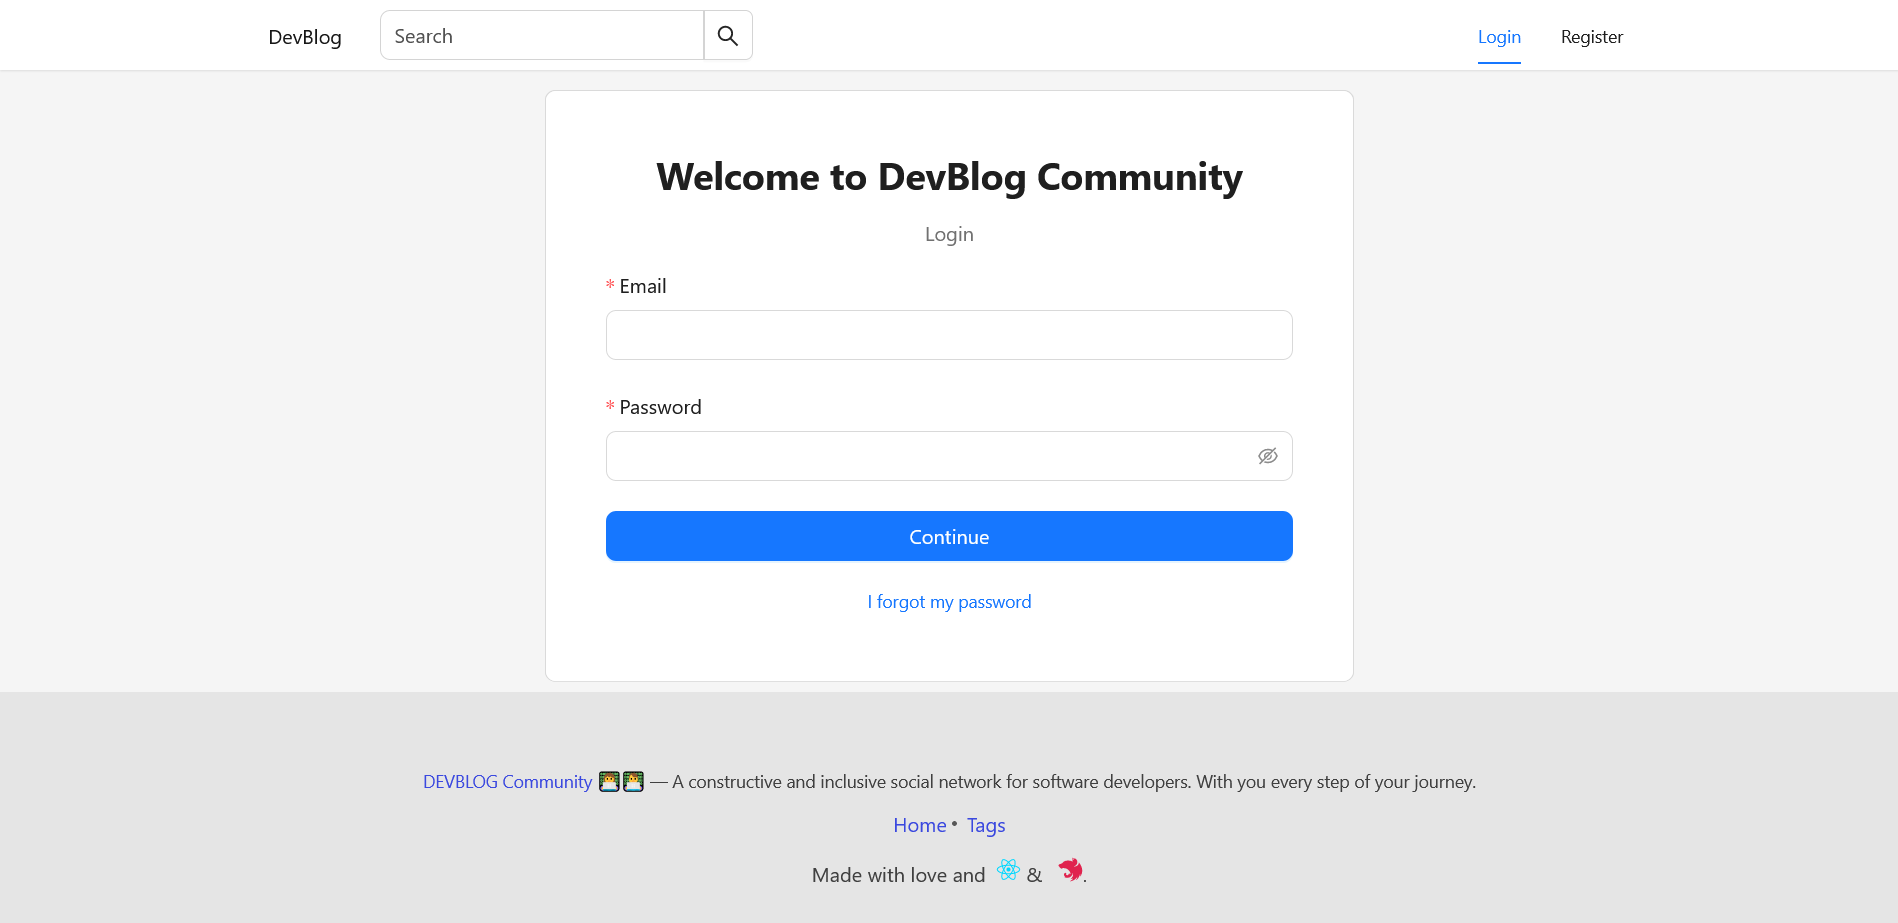 DevBlog
Search
Login
Register
Welcome to DevBlog Community
Login
* Email
* Password
Continue
I forgot my password
DEVBLOG Community 👨‍💻👨‍💻 — A constructive and inclusive social network for software developers. With you every step of your journey.
Home • Tags
Made with love and & .